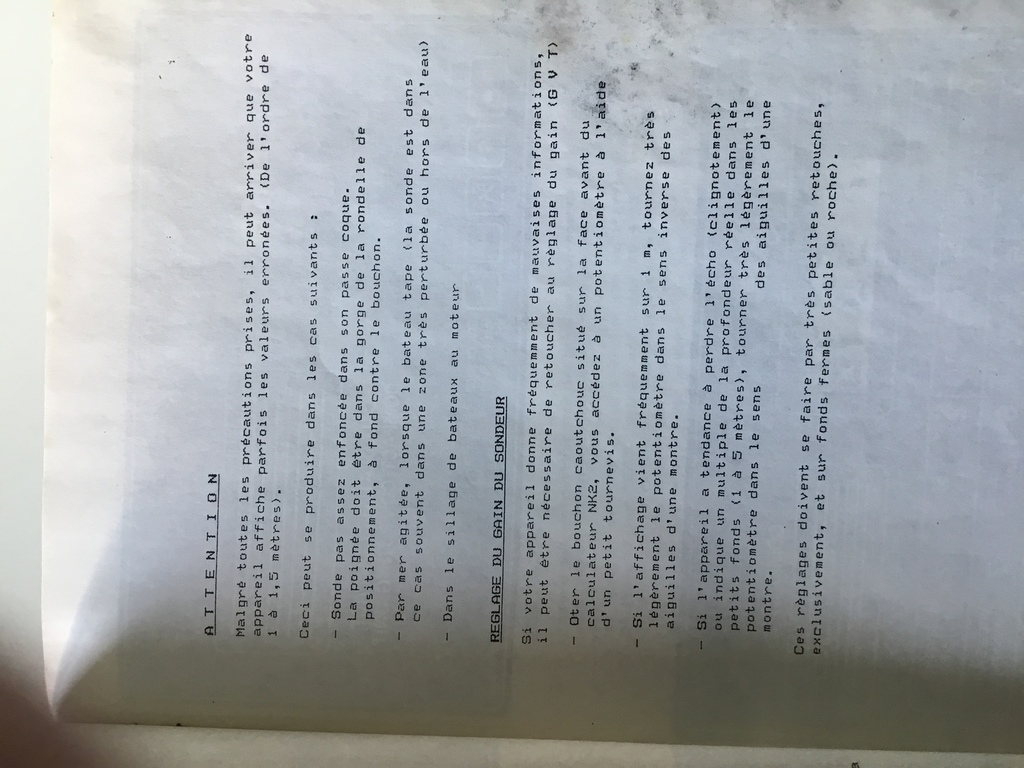 A T T E N T I O N
Malgré toutes les précautions prises, il peut arriver que votre
appareil affiche parfois les valeurs erronées. (De l'ordre de
1 à 1,5 mètres).
Ceci peut se produire dans les cas suivants :
- Sonde pas assez enfoncée dans son passe coque.
La poignée doit être dans la gorge de la rondelle de
positionnement, à fond contre le bouchon.
- Par mer agitée, lorsque le bateau tape (la sonde est dans
ce cas souvent dans une zone très perturbée ou hors de l'eau)
- Dans le sillage de bateaux au moteur
REGLAGE DU GAIN DU SONDEUR
Si votre appareil donne fréquemment de mauvaises informations,
il peut être nécessaire de retoucher au règlage du gain (G V T)
- Oter le bouchon caoutchouc situé sur la face avant du
calculateur NK2, vous accédez à un potentiomètre à l'aide
d'un petit tournevis.
- Si l'affichage vient fréquemment sur 1 m, tournez très
légèrement le potentiomètre dans le sens inverse des
aiguilles d'une montre.
- Si l'appareil a tendance à perdre l'écho (clignotement)
ou indique un multiple de la profondeur réelle dans les
petits fonds (1 à 5 mètres), tourner très légèrement le
potentiomètre dans le sens des aiguilles d'une
montre.
Ces règlages doivent se faire par très petites retouches,
exclusivement, et sur fonds fermes (sable ou roche).